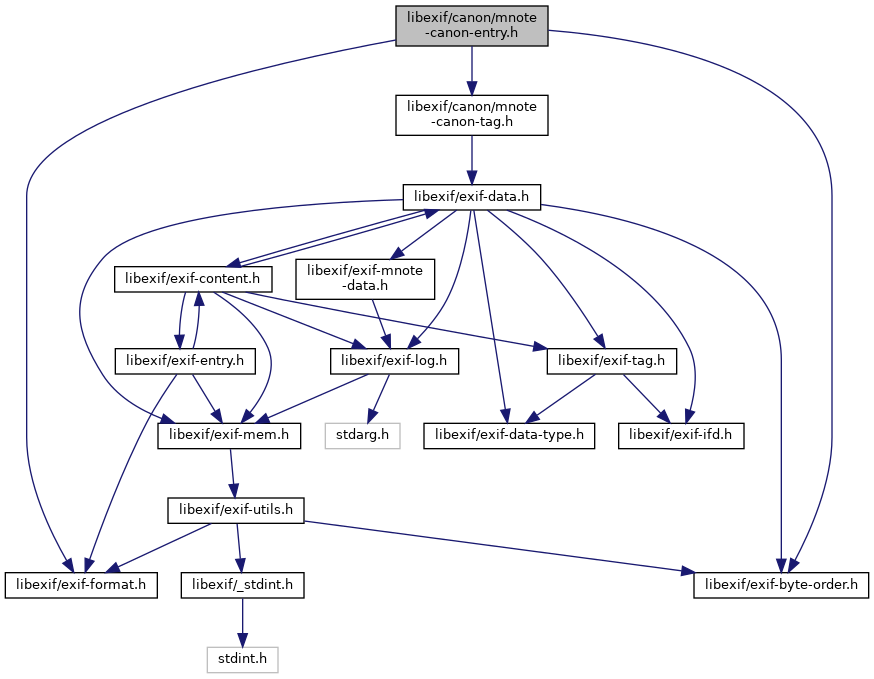 libexif/canon/mnote
-canon-entry.h
libexif/canon/mnote
-canon-tag.h
libexif/exif-data.h
libexif/exif-content.h
libexif/exif-mnote
-data.h
libexif/exif-entry.h
libexif/exif-log.h
libexif/exif-tag.h
libexif/exif-mem.h
stdarg.h
libexif/exif-data-type.h
libexif/exif-ifd.h
libexif/exif-utils.h
libexif/exif-format.h
libexif/_stdint.h
libexif/exif-byte-order.h
stdint.h